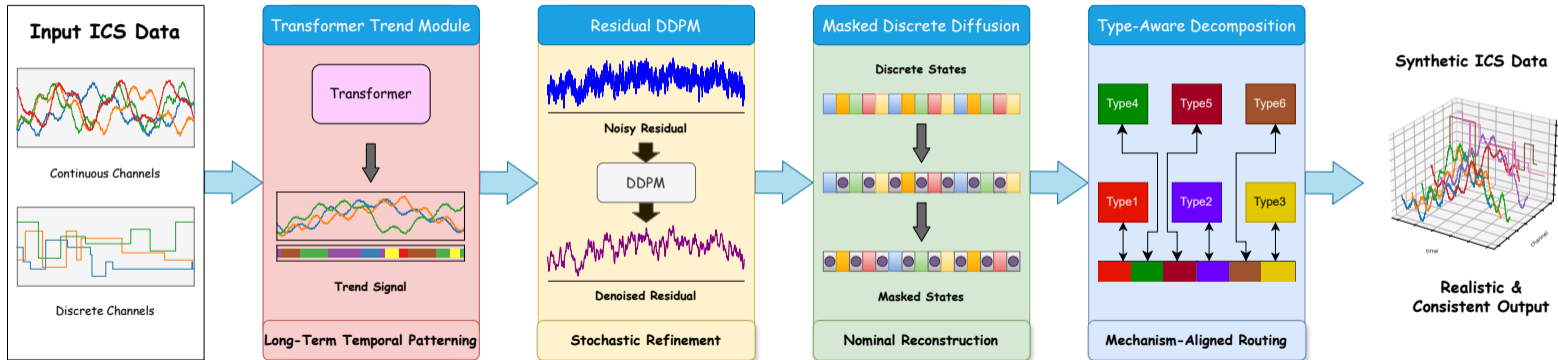 Input ICS Data
Continuous Channels
Discrete Channels
Transformer Trend Module
Transformer
Trend Signal
Long-Term Temporal Patterning
Residual DDPM
Noisy Residual
DDPM
Denoised Residual
Stochastic Refinement
Masked Discrete Diffusion
Discrete States
Masked States
Nominal Reconstruction
Type-Aware Decomposition
Type4
Type5
Type6
Type1
Type2
Type3
Mechanism-Aligned Routing
Synthetic ICS Data
time
channel
Realistic &
Consistent Output